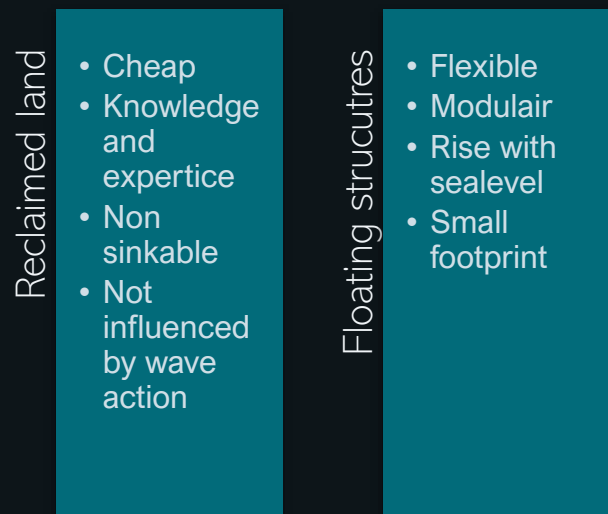 Reclaimed land
• Cheap
• Knowledge
and
expertice
• Non
sinkable
• Not
influenced
by wave
action
Floating strucutres
• Flexible
• Modulair
• Rise with
sealevel
• Small
footprint